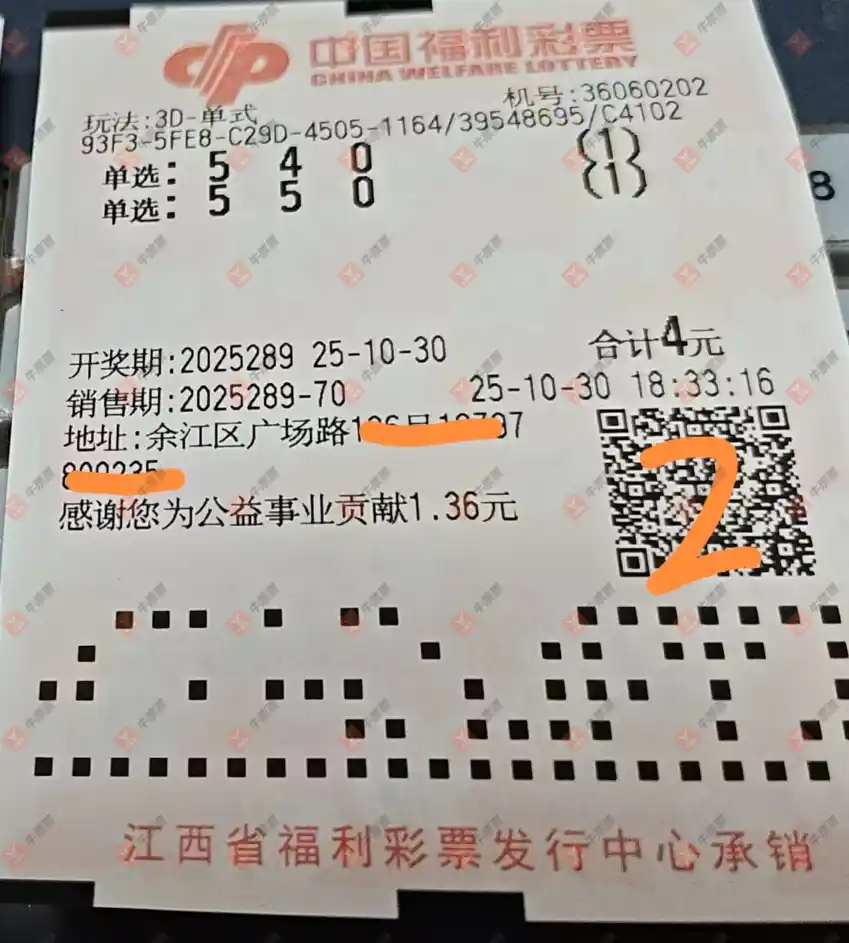 中国福利彩票
CHINA WELFARE LOTTERY
机号:36060202
玩法:3D-单式
93F3-5FE8-C29D-4505-1164/39548695/C4102
单选: 5 4 0 {1}
单选: 5 5 0 {1}
8
开奖期:2025289 25-10-30 合计4元
销售期:2025289-70 25-10-30 18:33:16
地址:余江区广场路1
7
感谢您为公益事业贡献1.36元
2
江西省福利彩票发行中心承销